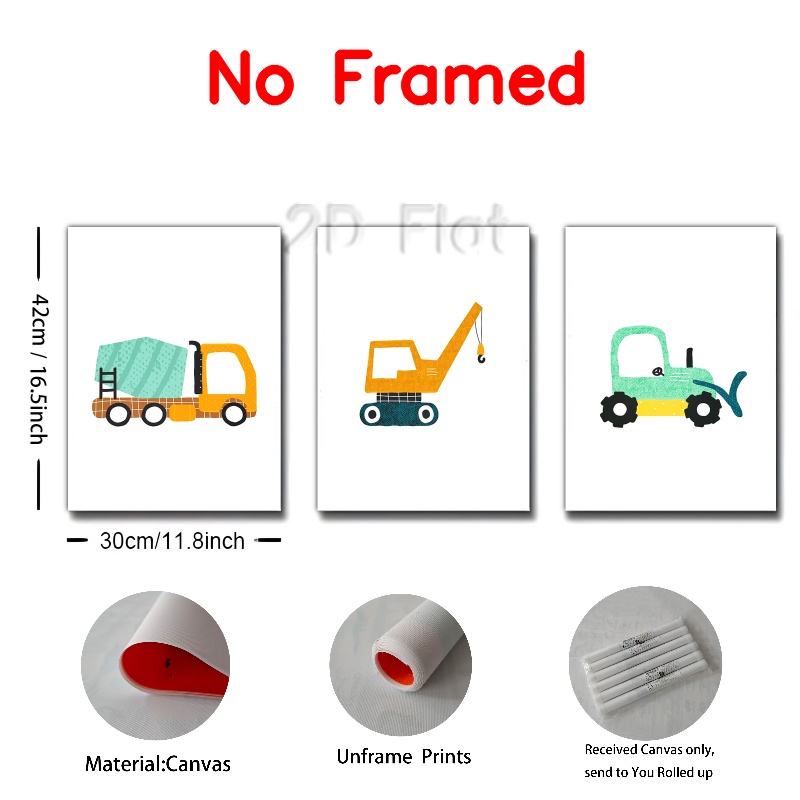 No Framed
2D Flat
42cm / 16.5inch
30cm/11.8inch
Material:Canvas
Unframe Prints
Received Canvas only,
send to You Rolled up